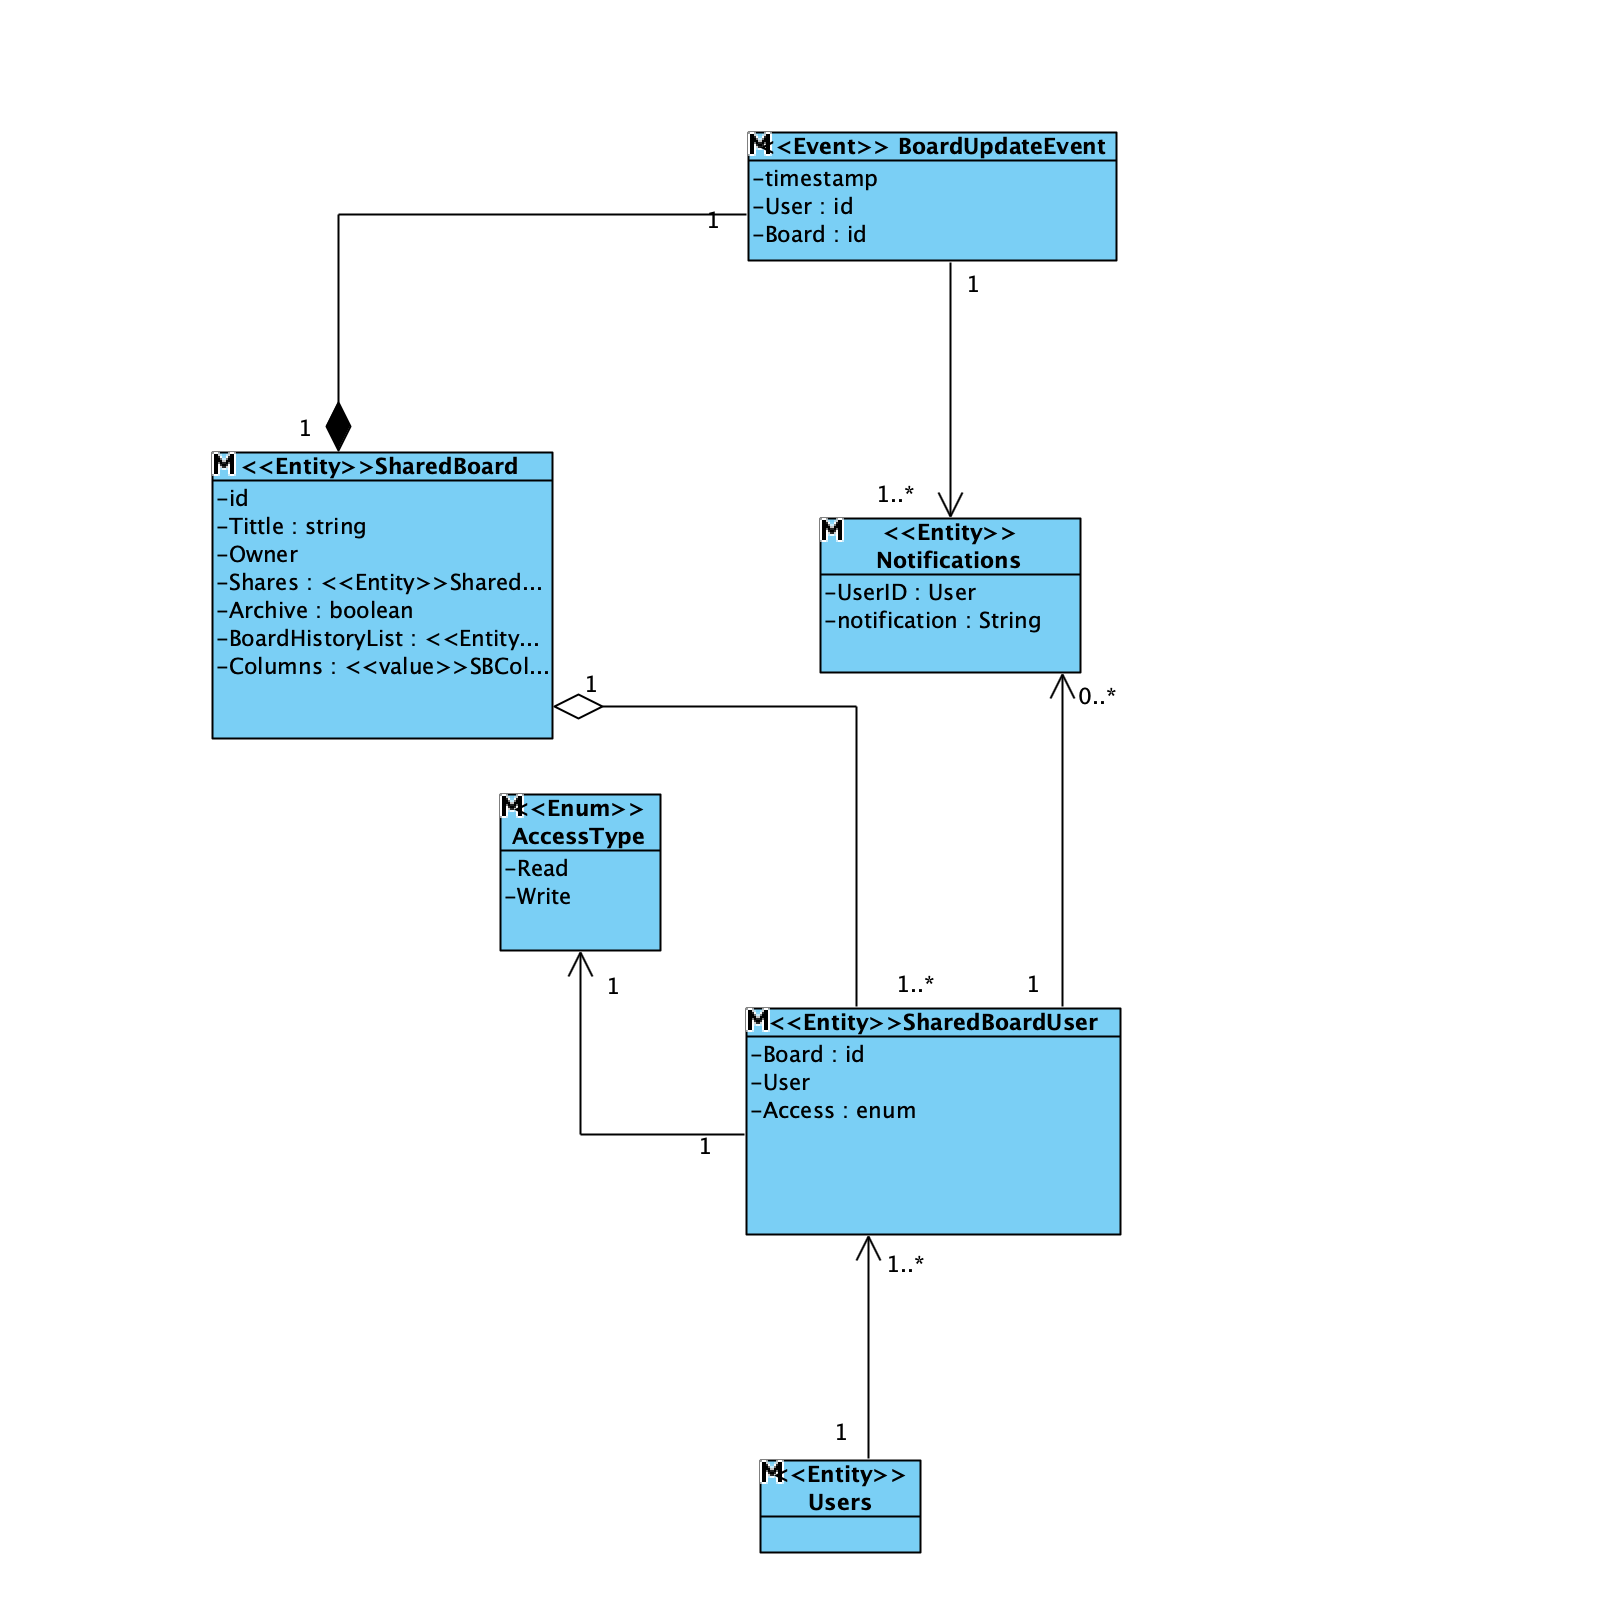 <<Event>> BoardUpdateEvent
-timestamp
-User : id
-Board : id
1
1
1
<<Entity>>SharedBoard
-id
-Tittle : string
-Owner
-Shares : <<Entity>>Shared...
-Archive : boolean
-BoardHistoryList : <<Entity...
-Columns : <<value>>SBCol...
1..*
<<Entity>>
Notifications
-UserID : User
-notification : String
1
0..*
<<Enum>>
AccessType
-Read
-Write
1
1..*
1
<<Entity>>SharedBoardUser
-Board : id
-User
-Access : enum
1
1..*
1
<<Entity>>
Users